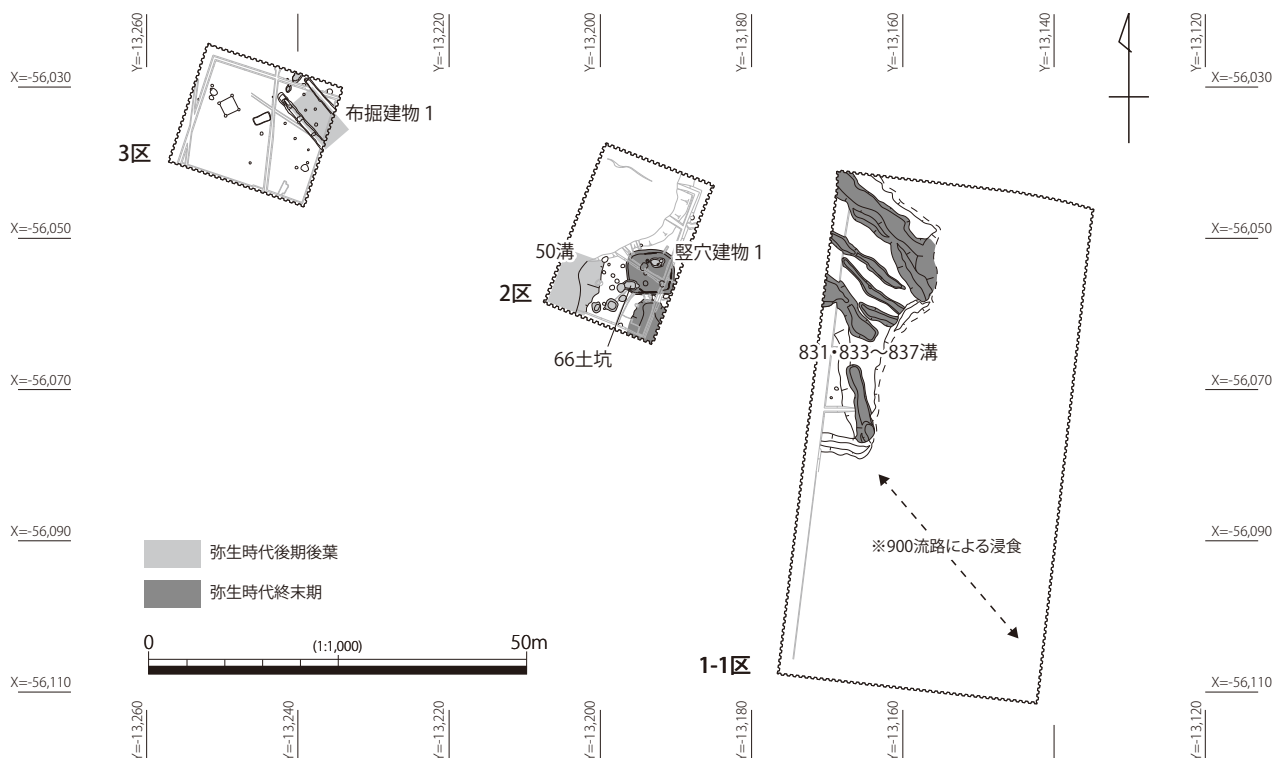 Y=-13,260
Y=-13,220
Y=-13,200
Y=-13,180
Y=-13,160
Y=-13,140
Y=-13,120
X=-56,030
X=-56,030
布掘建物 1
3区
X=-56,050
X=-56,050
50溝
竪穴建物 1
2区
66土坑
831・833～837溝
X=-56,070
X=-56,070
X=-56,090
X=-56,090
※900流路による浸食
弥生時代後期後葉
弥生時代終末期
0
(1:1,000)
50m
1-1区
X=-56,110
X=-56,110
Y=-13,260
Y=-13,240
Y=-13,220
Y=-13,200
Y=-13,180
Y=-13,160
Y=-13,120